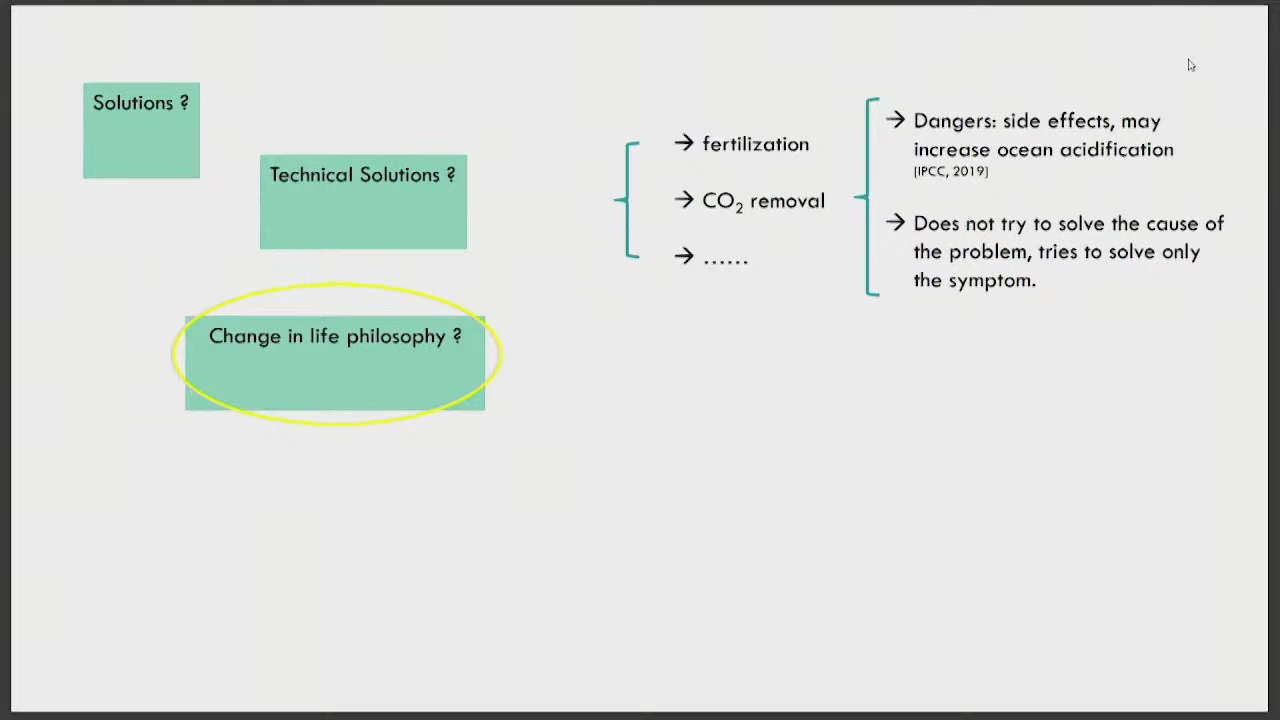 Solutions ?
Technical Solutions ?
→ fertilization
→ CO₂ removal
→ ......
→ Dangers: side effects, may
increase ocean acidification
[IPCC, 2019]
→ Does not try to solve the cause of
the problem, tries to solve only
the symptom.
Change in life philosophy ?